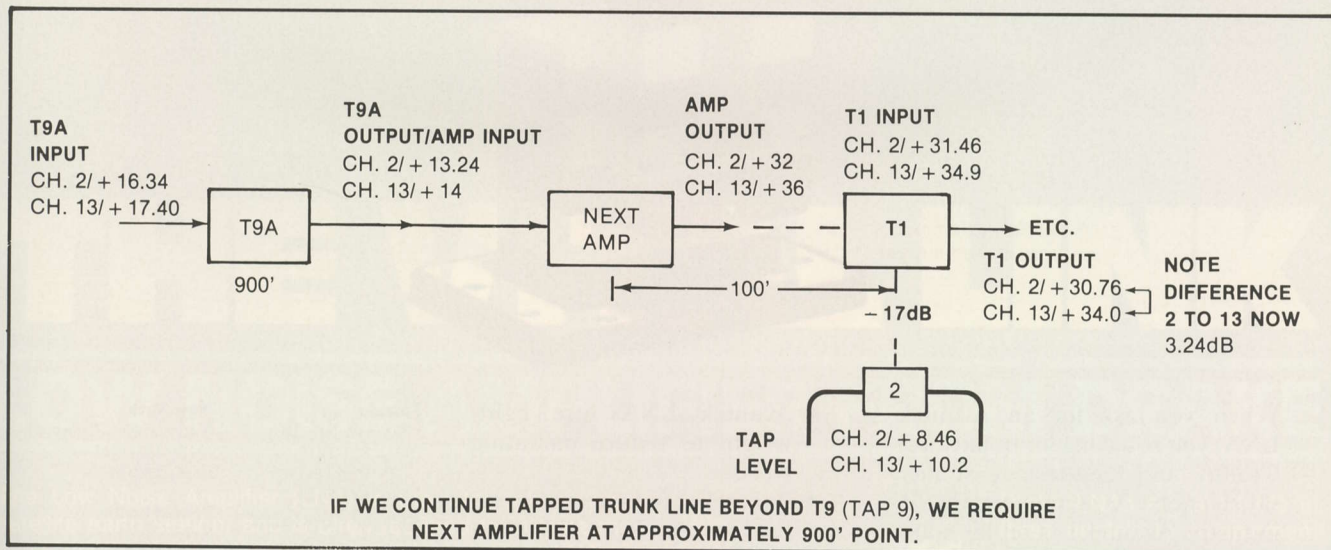 T9A
INPUT
CH. 2/ + 16.34
CH. 13/ + 17.40
T9A
900'
T9A
OUTPUT/AMP INPUT
CH. 2/ + 13.24
CH. 13/ + 14
NEXT
AMP
AMP
OUTPUT
CH. 2/ + 32
CH. 13/ + 36
100'
T1 INPUT
CH. 2/ + 31.46
CH. 13/ + 34.9
T1
ETC.
T1 OUTPUT
CH. 2/ + 30.76
CH. 13/ + 34.0
NOTE
DIFFERENCE
2 TO 13 NOW
3.24dB
– 17dB
2
TAP
LEVEL
CH. 2/ + 8.46
CH. 13/ + 10.2
IF WE CONTINUE TAPPED TRUNK LINE BEYOND T9 (TAP 9), WE REQUIRE
NEXT AMPLIFIER AT APPROXIMATELY 900' POINT.